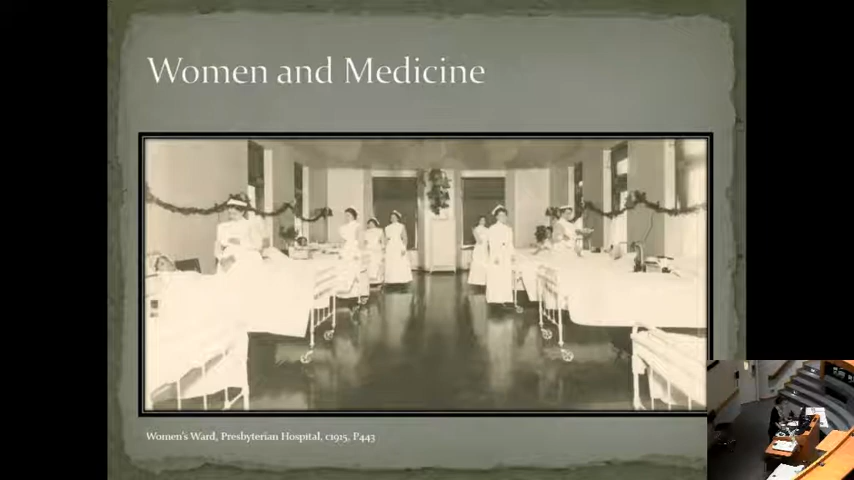 Women and Medicine
Women's Ward, Presbyterian Hospital, c1915, P443